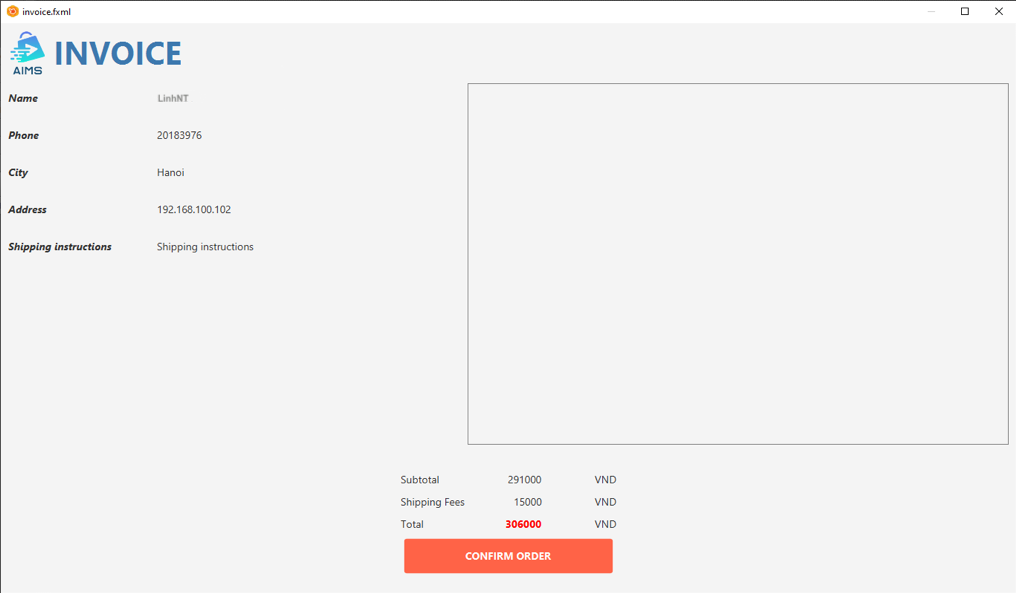 invoice.fxml
AIMS
INVOICE
Name LinhNT
Phone 20183976
City Hanoi
Address 192.168.100.102
Shipping instructions Shipping instructions
Subtotal 291000 VND
Shipping Fees 15000 VND
Total 306000 VND
CONFIRM ORDER